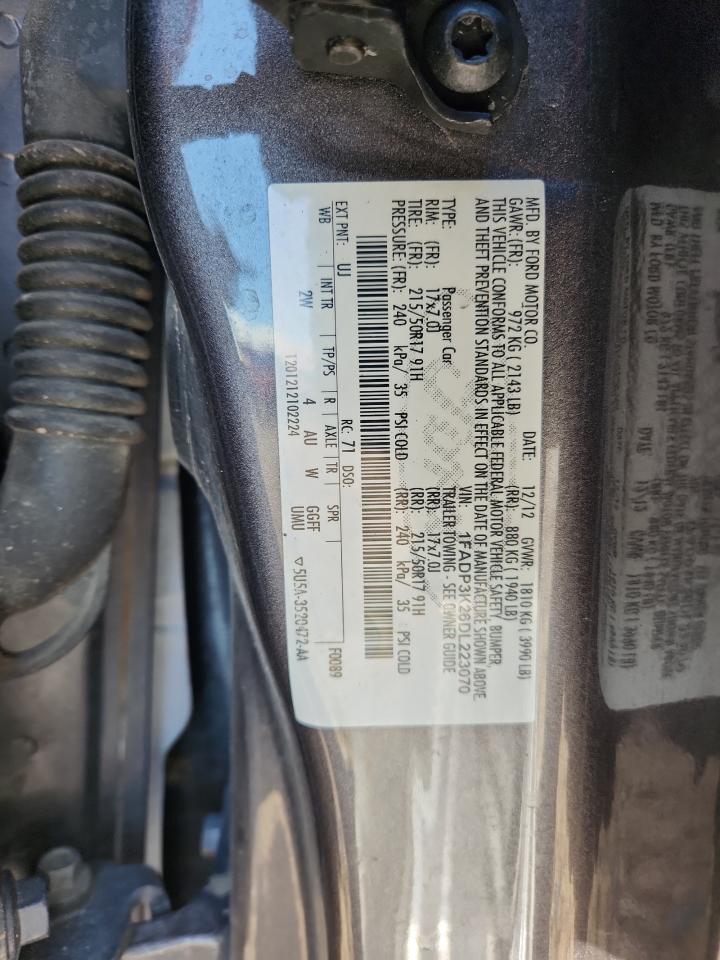 MFD. BY FORD MOTOR CO.
DATE: 12/12 GVWR: 1810 KG ( 3990 LB)
GAWR: (FR): 972 KG ( 2143 LB) (RR): 880 KG ( 1940 LB)
THIS VEHICLE CONFORMS TO ALL APPLICABLE FEDERAL MOTOR VEHICLE SAFETY, BUMPER,
AND THEFT PREVENTION STANDARDS IN EFFECT ON THE DATE OF MANUFACTURE SHOWN ABOVE
VIN: 1FADP3K26DL223070
TYPE: Passenger Car TRAILER TOWING - SEE OWNER GUIDE
RIM: (FR): 17x7.0J (RR): 17x7.0J
TIRE: (FR): 215/50R17 91H (RR): 215/50R17 91H
PRESSURE: (FR): 240 kPa/ 35 PSI COLD (RR): 240 kPa/ 35 PSI COLD
F0089
EXT PNT: UJ RC: 71 DSO:
WB INT TR TP/PS R AXLE TR SPR
2W 4 AU W GGFF
UMU
1201212102224 5U5A-3520472-AA